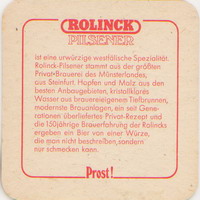 ROLINCK
PILSENER
ist eine urwürzige westfälische Spezialität.
Rolinck-Pilsener stammt aus der größten
Privat-Brauerei des Münsterlandes,
aus Steinfurt. Hopfen und Malz aus den
besten Anbaugebieten, kristallklares
Wasser aus brauereieigenem Tiefbrunnen,
modernste Brauanlagen, ein seit Gene-
rationen überliefertes Privat-Rezept und
die 150jährige Brauerfahrung der Rolincks
ergeben ein Bier von einer Würze,
die man nicht beschreiben, sondern
nur schmecken kann.
Prost!